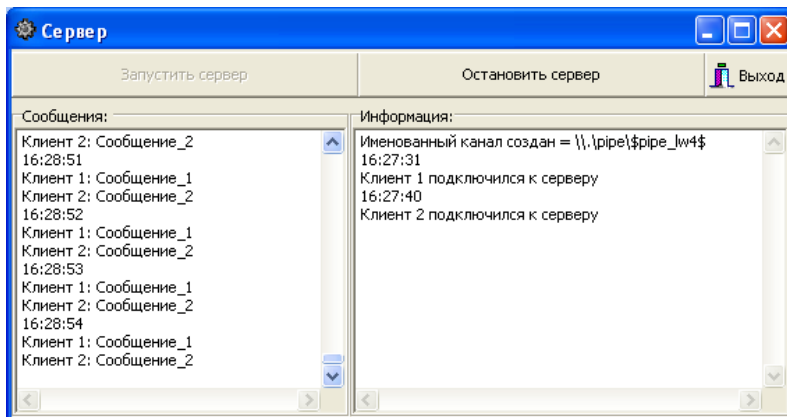 Сервер
Запустить сервер
Остановить сервер
Выход
Сообщения:
Клиент 2: Сообщение_2
16:28:51
Клиент 1: Сообщение_1
Клиент 2: Сообщение_2
16:28:52
Клиент 1: Сообщение_1
Клиент 2: Сообщение_2
16:28:53
Клиент 1: Сообщение_1
Клиент 2: Сообщение_2
16:28:54
Клиент 1: Сообщение_1
Клиент 2: Сообщение_2
Информация:
Именованный канал создан = \\.\pipe\$pipe_lw4$
16:27:31
Клиент 1 подключился к серверу
16:27:40
Клиент 2 подключился к серверу